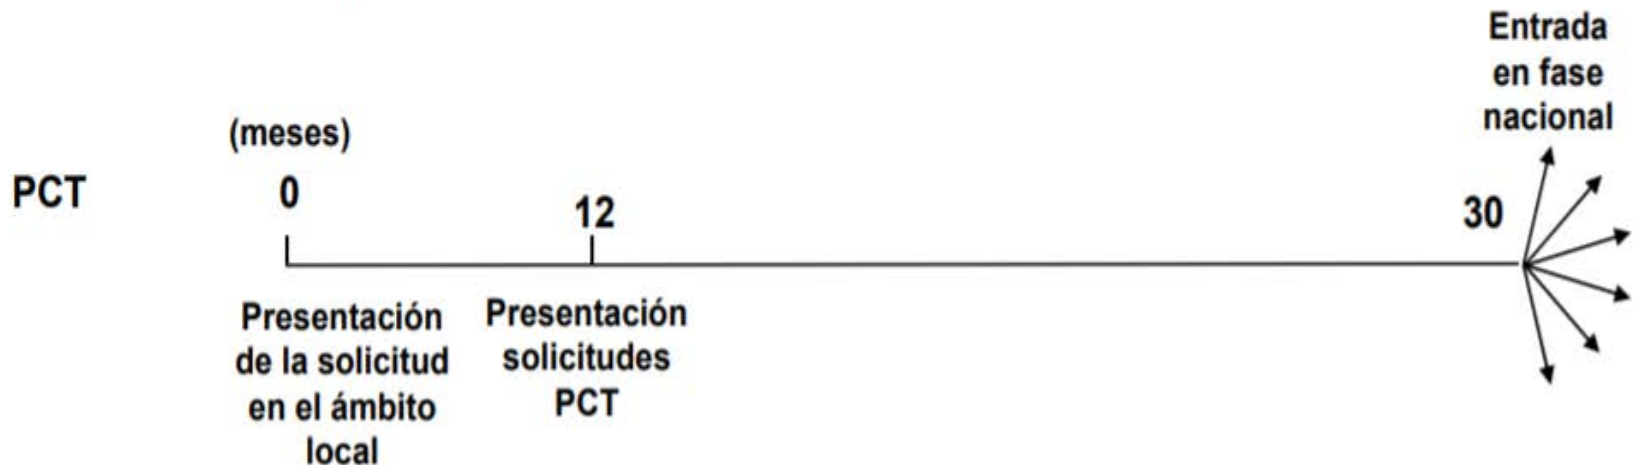 Entrada
en fase
nacional
(meses)
PCT
0
12
30
Presentación
de la solicitud
en el ámbito
local
Presentación
solicitudes
PCT